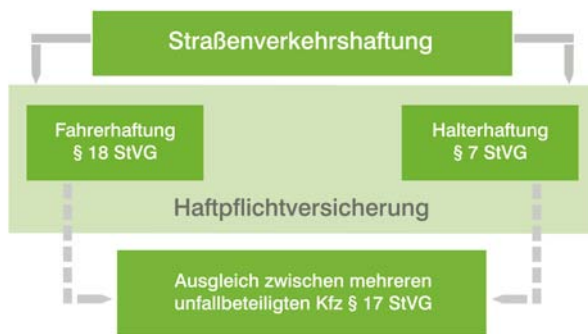 Straßenverkehrshaftung
Fahrerhaftung
§ 18 StVG
Halterhaftung
§ 7 StVG
Haftpflichtversicherung
Ausgleich zwischen mehreren
unfallbeteiligten Kfz § 17 StVG